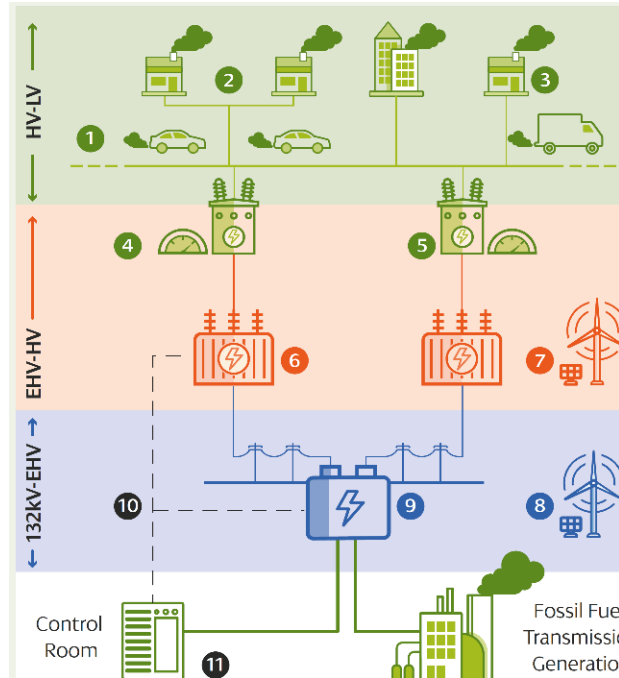 HV-LV
1
2
3
4
5
EHV-HV
6
7
132kV-EHV
8
9
10
Control
Room
11
Fossil Fue
Transmissio
Generatio